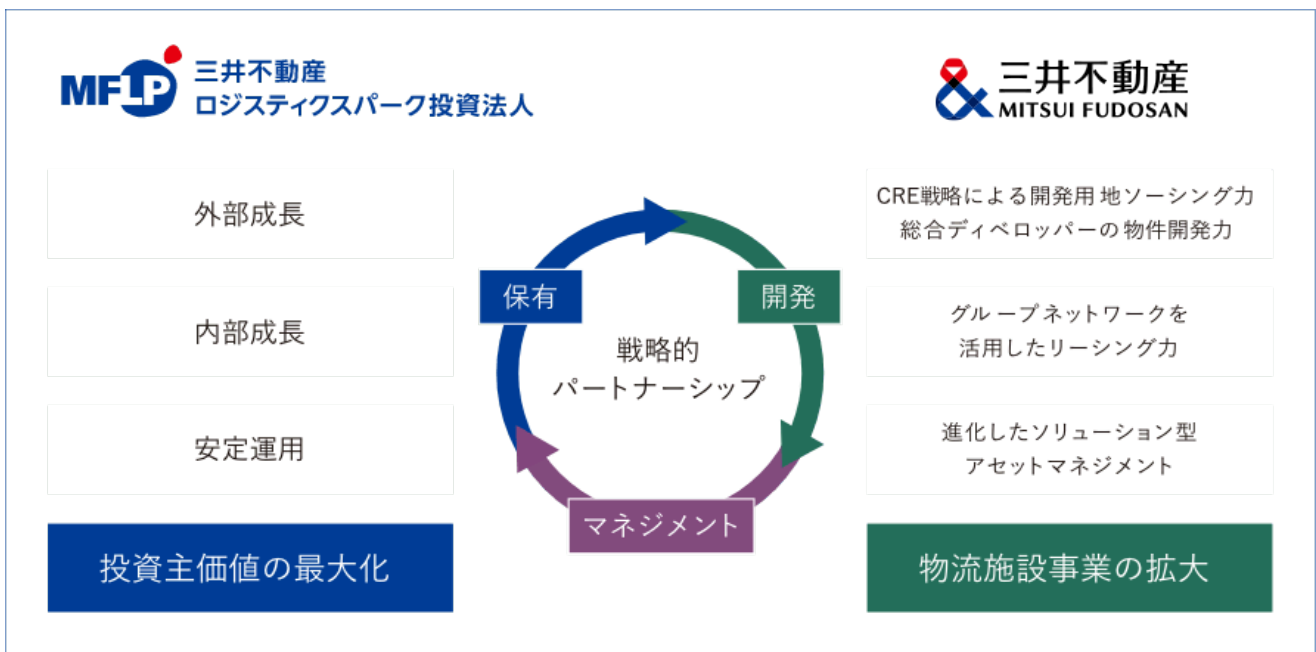 MFLP
三井不動産
ロジスティクスパーク投資法人
三井不動産
MITSUI FUDOSAN
外部成長
内部成長
安定運用
投資主価値の最大化
保有
開発
戦略的
パートナーシップ
マネジメント
CRE戦略による開発用地ソーシング力
総合ディベロッパーの物件開発力
グループネットワークを
活用したリーシング力
進化したソリューション型
アセットマネジメント
物流施設事業の拡大